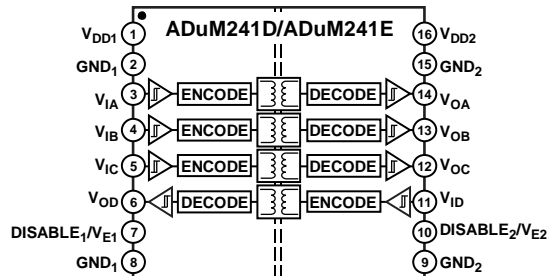 ADuM241D/ADuM241E
VDD1 1 16 VDD2
GND1 2 15 GND2
VIA 3 ENCODE DECODE 14 VOA
VIB 4 ENCODE DECODE 13 VOB
VIC 5 ENCODE DECODE 12 VOC
VOD 6 DECODE ENCODE 11 VID
DISABLE1/VE1 7 10 DISABLE2/VE2
GND1 8 9 GND2